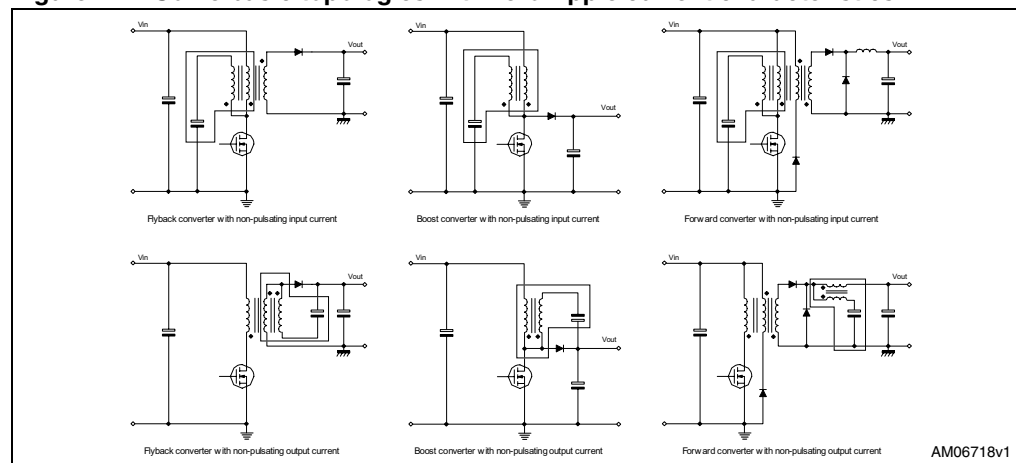 Vin
Vin
Vin
Vout
Vout
Vout
Flyback converter with non-pulsating input current
Boost converter with non-pulsating input current
Forward converter with non-pulsating input current
Vin
Vin
Vin
Vout
Vout
Vout
Flyback converter with non-pulsating output current
Boost converter with non-pulsating output current
Forward converter with non-pulsating output current
AM06718v1